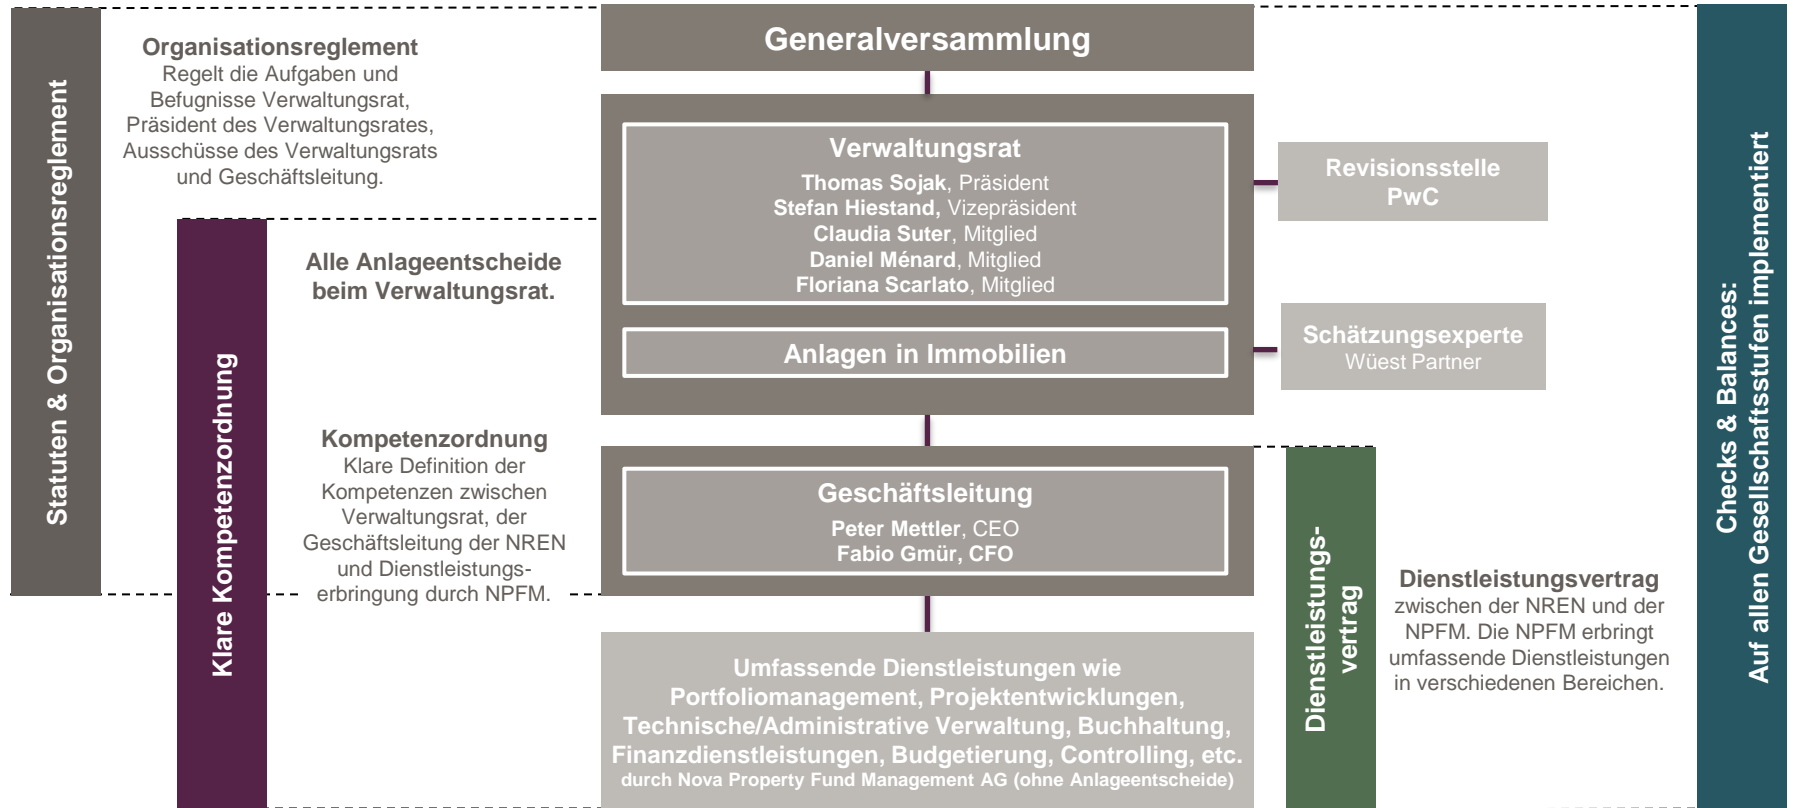 Statuten & Organisationsreglement
Organisationsreglement
Regelt die Aufgaben und
Befugnisse Verwaltungsrat,
Präsident des Verwaltungsrates,
Ausschüsse des Verwaltungsrats
und Geschäftsleitung.
Klare Kompetenzordnung
Alle Anlageentscheide
beim Verwaltungsrat.
Kompetenzordnung
Klare Definition der
Kompetenzen zwischen
Verwaltungsrat, der
Geschäftsleitung der NREN
und Dienstleistungs-
erbringung durch NPFM.
Generalversammlung
Verwaltungsrat
Thomas Sojak, Präsident
Stefan Hiestand, Vizepräsident
Claudia Suter, Mitglied
Daniel Ménard, Mitglied
Floriana Scarlato, Mitglied
Anlagen in Immobilien
Geschäftsleitung
Peter Mettler, CEO
Fabio Gmür, CFO
Umfassende Dienstleistungen wie
Portfoliomanagement, Projektentwicklungen,
Technische/Administrative Verwaltung, Buchhaltung,
Finanzdienstleistungen, Budgetierung, Controlling, etc.
durch Nova Property Fund Management AG (ohne Anlageentscheide)
Revisionsstelle
PwC
Schätzungsexperte
Wüest Partner
Dienstleistungs-
vertrag
Dienstleistungsvertrag
zwischen der NREN und der
NPFM. Die NPFM erbringt
umfassende Dienstleistungen
in verschiedenen Bereichen.
Checks & Balances:
Auf allen Gesellschaftsstufen implementiert